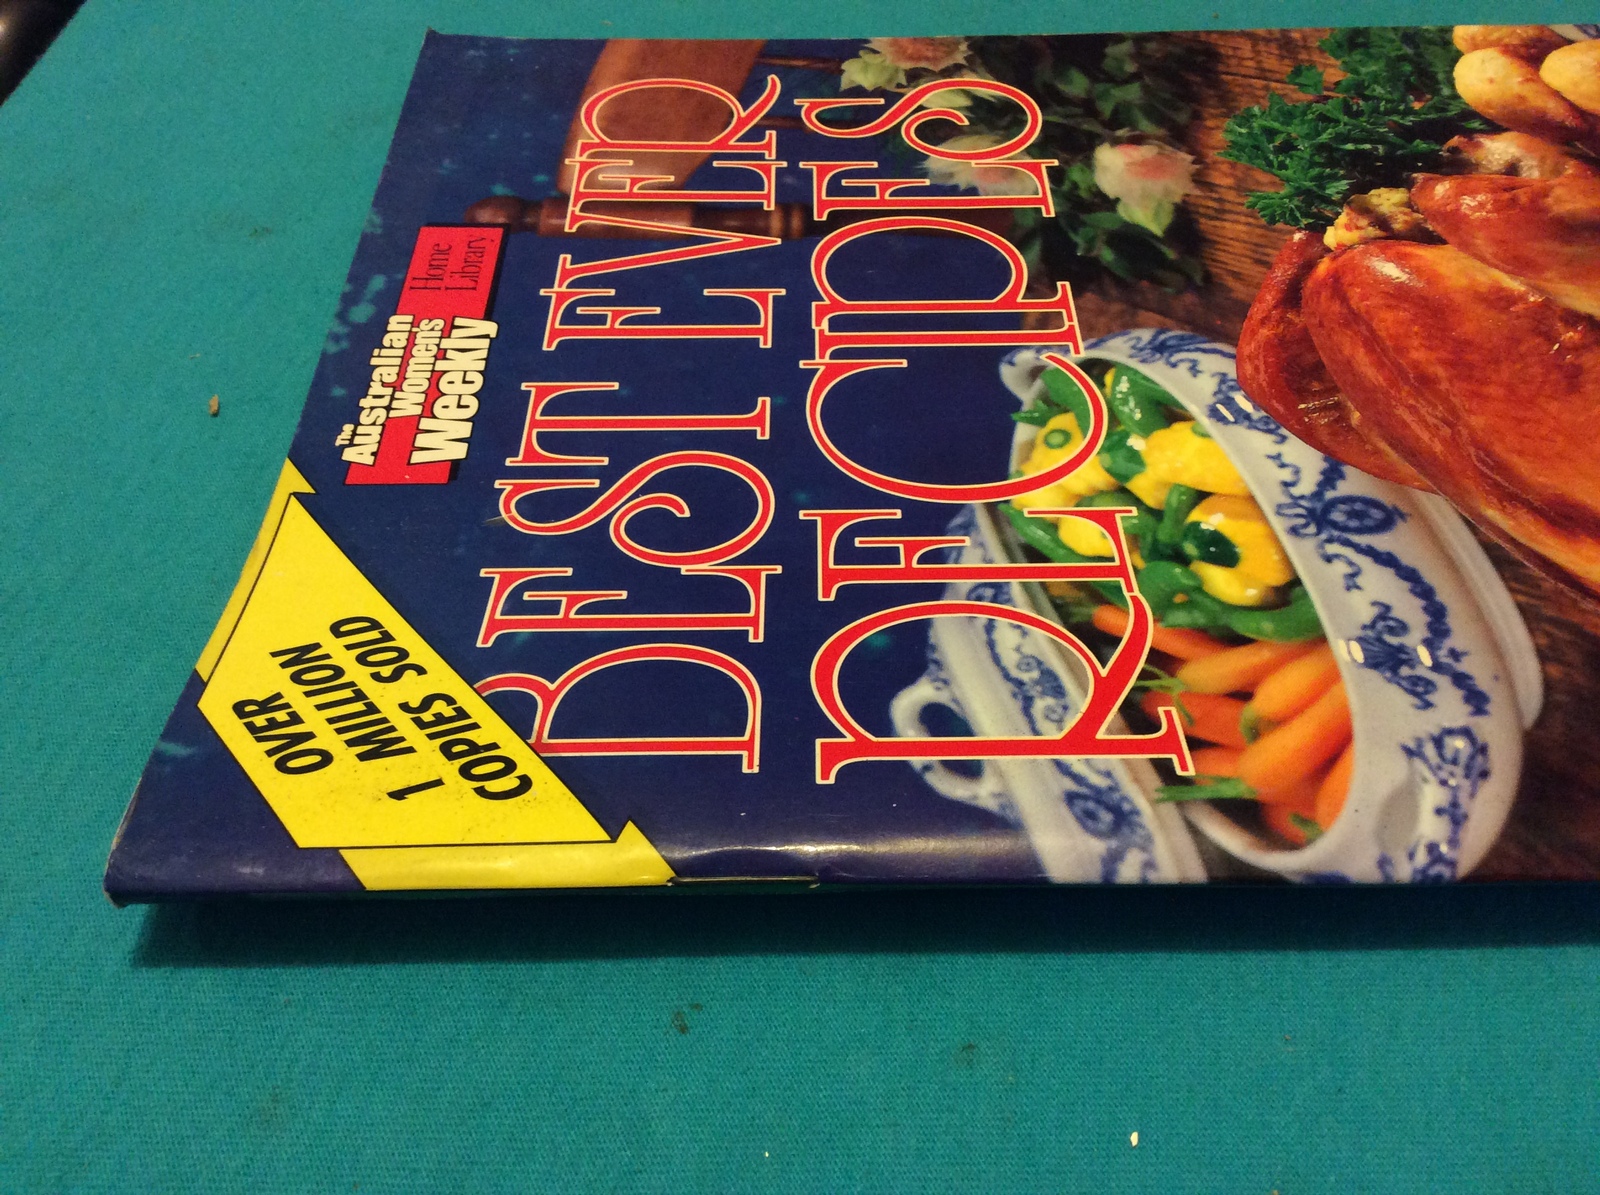 The
Australian
Women's
Weekly
Home
Library
BEST EVER
RECIPES
OVER
1 MILLION
COPIES SOLD